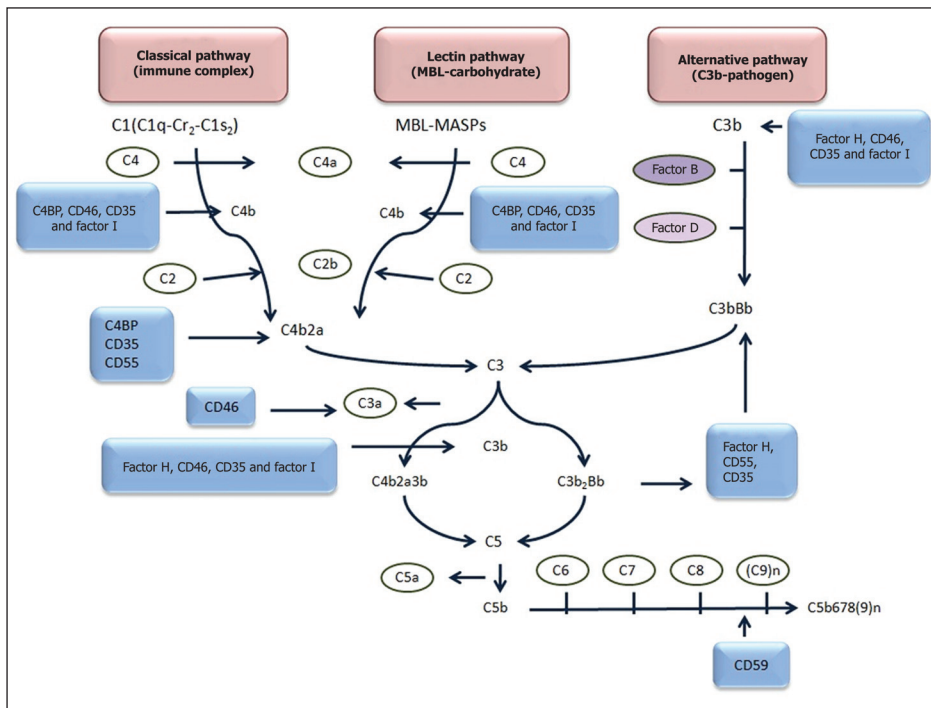 Classical pathway
(immune complex)
Lectin pathway
(MBL-carbohydrate)
Alternative pathway
(C3b-pathogen)
C1(C1q-Cr₂-C1s₂)
MBL-MASPs
C3b
Factor H, CD46,
CD35 and factor I
C4
C4a
C4
Factor B
C4BP, CD46, CD35
and factor I
C4b
C4b
C4BP, CD46, CD35
and factor I
Factor D
C2
C2b
C2
C4BP
CD35
CD55
C4b2a
C3bBb
C3
CD46
C3a
Factor H, CD46, CD35 and factor I
C3b
Factor H,
CD55,
CD35
C4b2a3b
C3b₂Bb
C5
C5a
C6
C7
C8
(C9)n
C5b
C5b678(9)n
CD59